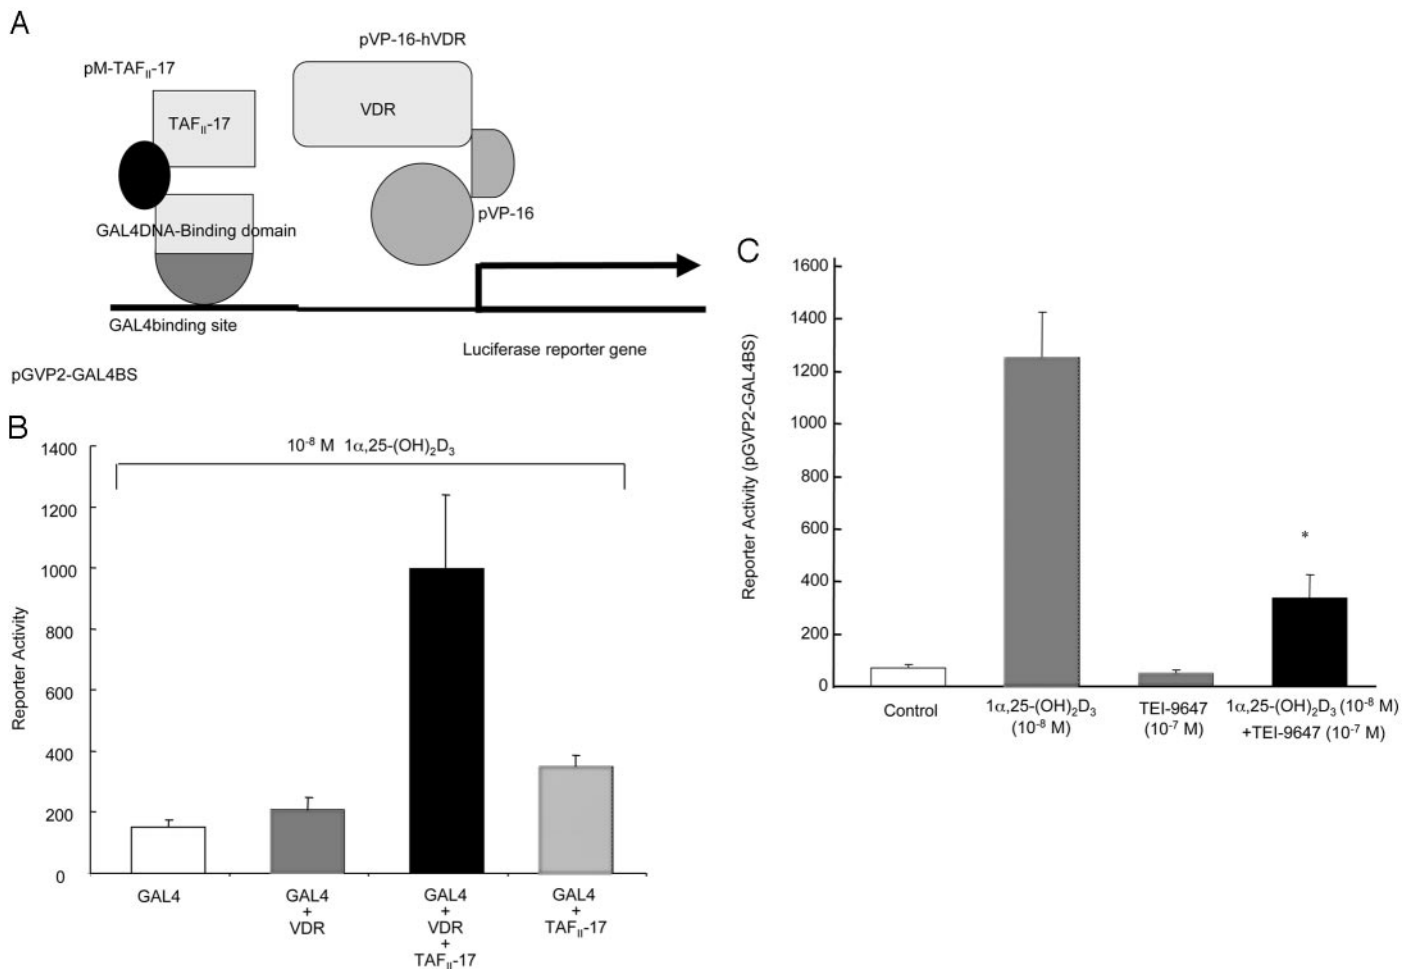 A
pVP-16-hVDR
pM-TAF_II-17
VDR
TAF_II-17
pVP-16
GAL4DNA-Binding domain
GAL4binding site
Luciferase reporter gene
pGVP2-GAL4BS
B
10⁻⁸ M 1α,25-(OH)₂D₃
Reporter Activity
1400
1200
1000
800
600
400
200
0
GAL4
GAL4
+
VDR
GAL4
+
VDR
+
TAF_II-17
GAL4
+
TAF_II-17
C
Reporter Activity (pGVP2-GAL4BS)
1600
1400
1200
1000
800
600
400
200
0
*
Control
1α,25-(OH)₂D₃
(10⁻⁸ M)
TEI-9647
(10⁻⁷ M)
1α,25-(OH)₂D₃ (10⁻⁸ M)
+TEI-9647 (10⁻⁷ M)